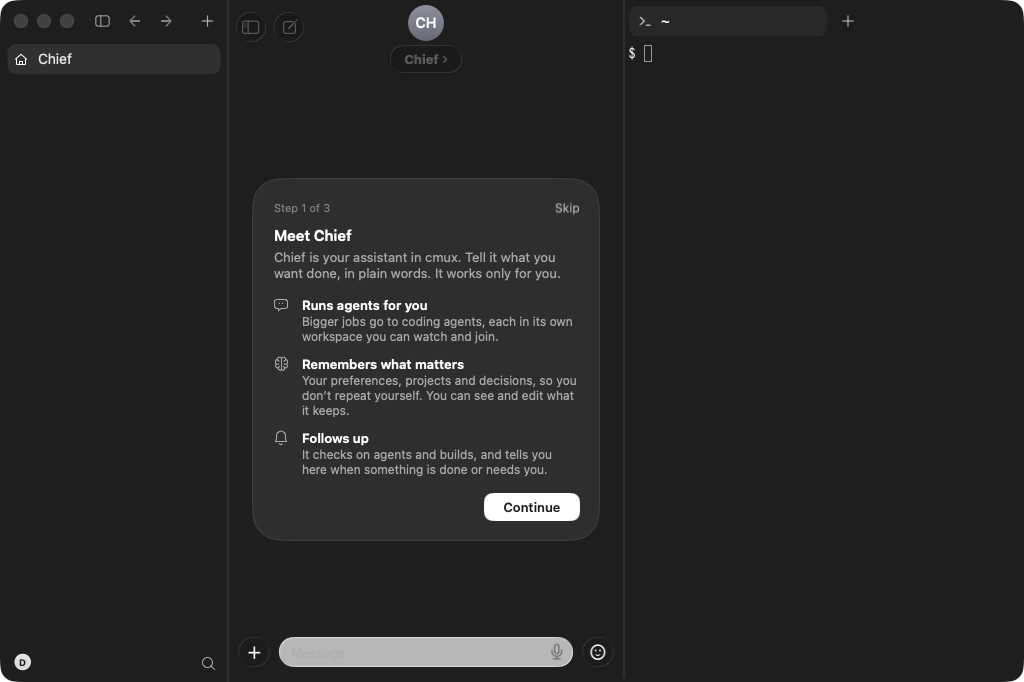 Chief
CH
Chief ›
>_ ~
$
Step 1 of 3
Skip
Meet Chief
Chief is your assistant in cmux. Tell it what you
want done, in plain words. It works only for you.
Runs agents for you
Bigger jobs go to coding agents, each in its own
workspace you can watch and join.
Remembers what matters
Your preferences, projects and decisions, so you
don’t repeat yourself. You can see and edit what
it keeps.
Follows up
It checks on agents and builds, and tells you
here when something is done or needs you.
Continue
Message
D